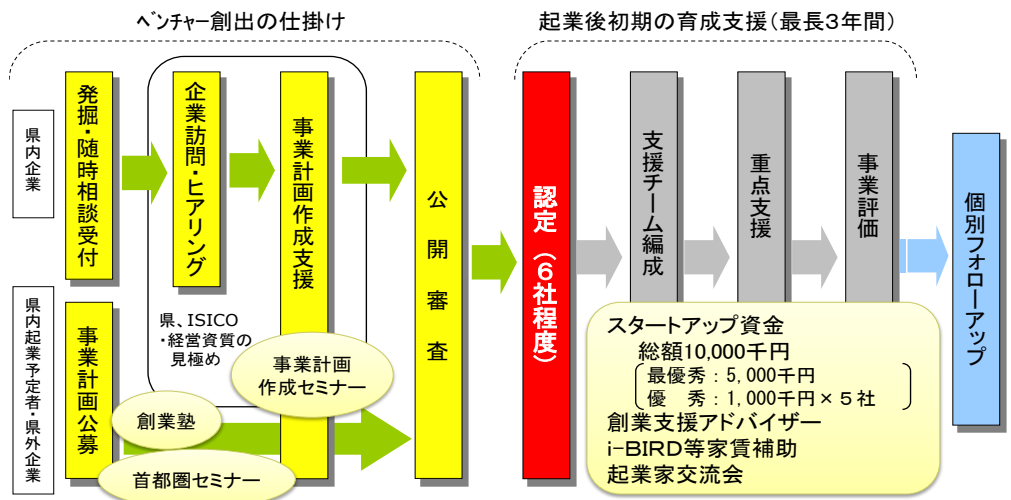 ベンチャー創出の仕掛け
起業後初期の育成支援(最長3年間)
県内企業
発掘・随時相談受付
企業訪問・ヒアリング
事業計画作成支援
公開審査
認定(6社程度)
支援チーム編成
重点支援
事業評価
個別フォローアップ
県内起業予定者・県外企業
事業計画公募
県、ISICO
・経営資質の
見極め
事業計画
作成セミナー
創業塾
首都圏セミナー
スタートアップ資金
総額10,000千円
最優秀:5,000千円
優 秀:1,000千円×5社
創業支援アドバイザー
i-BIRD等家賃補助
起業家交流会